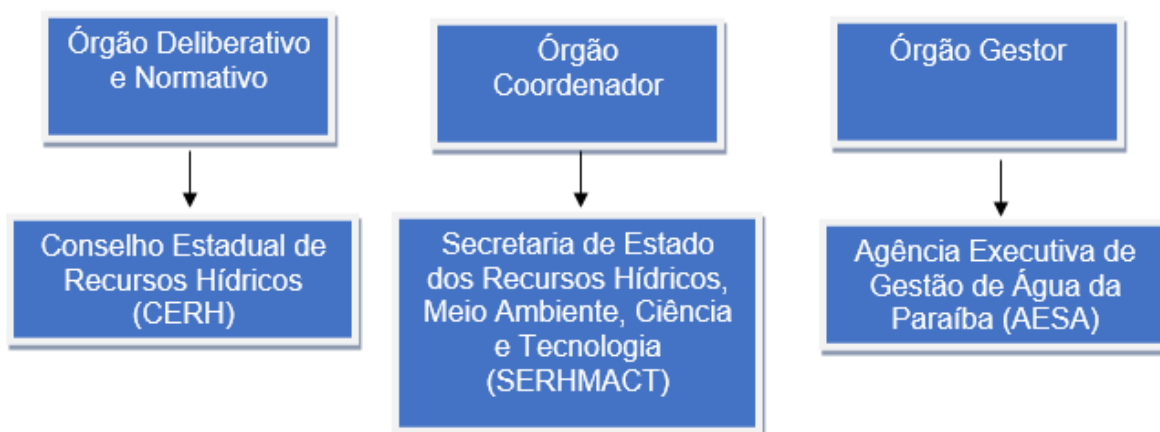 Órgão Deliberativo
e Normativo
Órgão
Coordenador
Órgão Gestor
Conselho Estadual de
Recursos Hídricos
(CERH)
Secretaria de Estado
dos Recursos Hídricos,
Meio Ambiente, Ciência
e Tecnologia
(SERHMACT)
Agência Executiva de
Gestão de Água da
Paraíba (AESA)